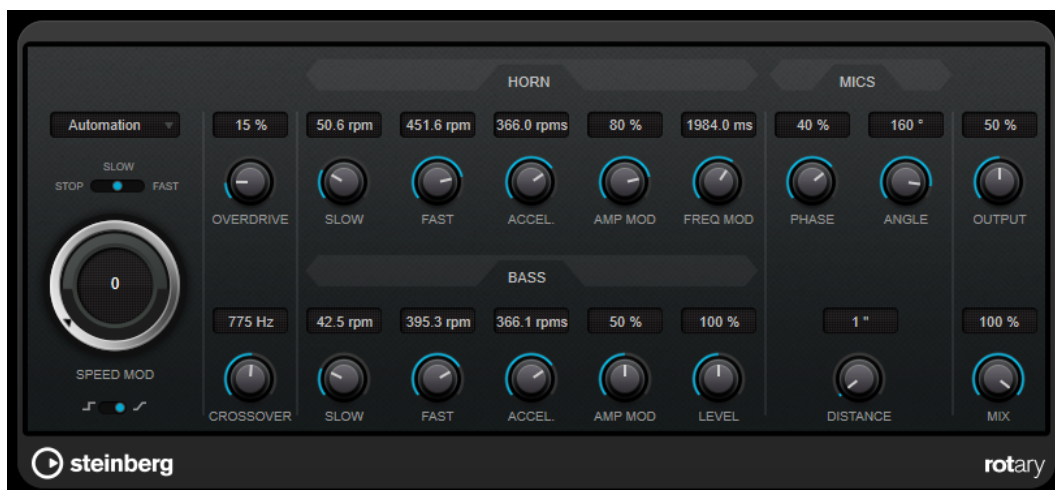 HORN
MICS
Automation
15 %
50.6 rpm
451.6 rpm
366.0 rpms
80 %
1984.0 ms
40 %
160 °
50 %
SLOW
STOP
FAST
OVERDRIVE
SLOW
FAST
ACCEL.
AMP MOD
FREQ MOD
PHASE
ANGLE
OUTPUT
BASS
0
775 Hz
42.5 rpm
395.3 rpm
366.1 rpms
50 %
100 %
1 "
100 %
SPEED MOD
CROSSOVER
SLOW
FAST
ACCEL.
AMP MOD
LEVEL
DISTANCE
MIX
steinberg
rotary